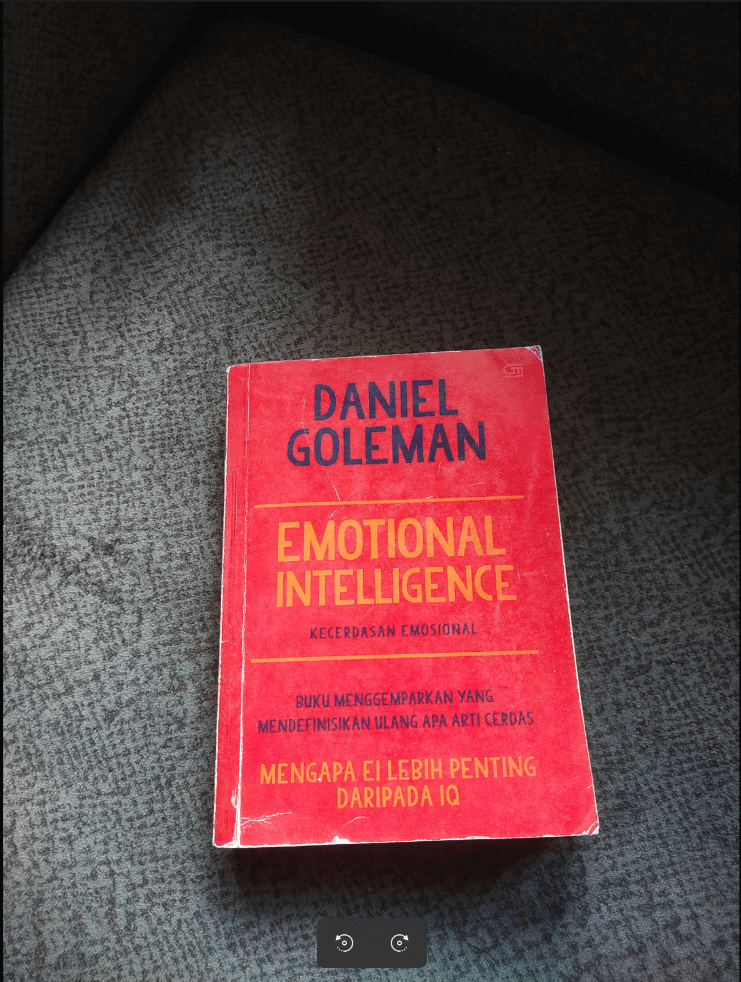 DANIEL
GOLEMAN
EMOTIONAL
INTELLIGENCE
KECERDASAN EMOSIONAL
BUKU MENGGEMPARKAN YANG
MENDEFINISIKAN ULANG APA ARTI CERDAS
MENGAPA EI LEBIH PENTING
DARIPADA IQ